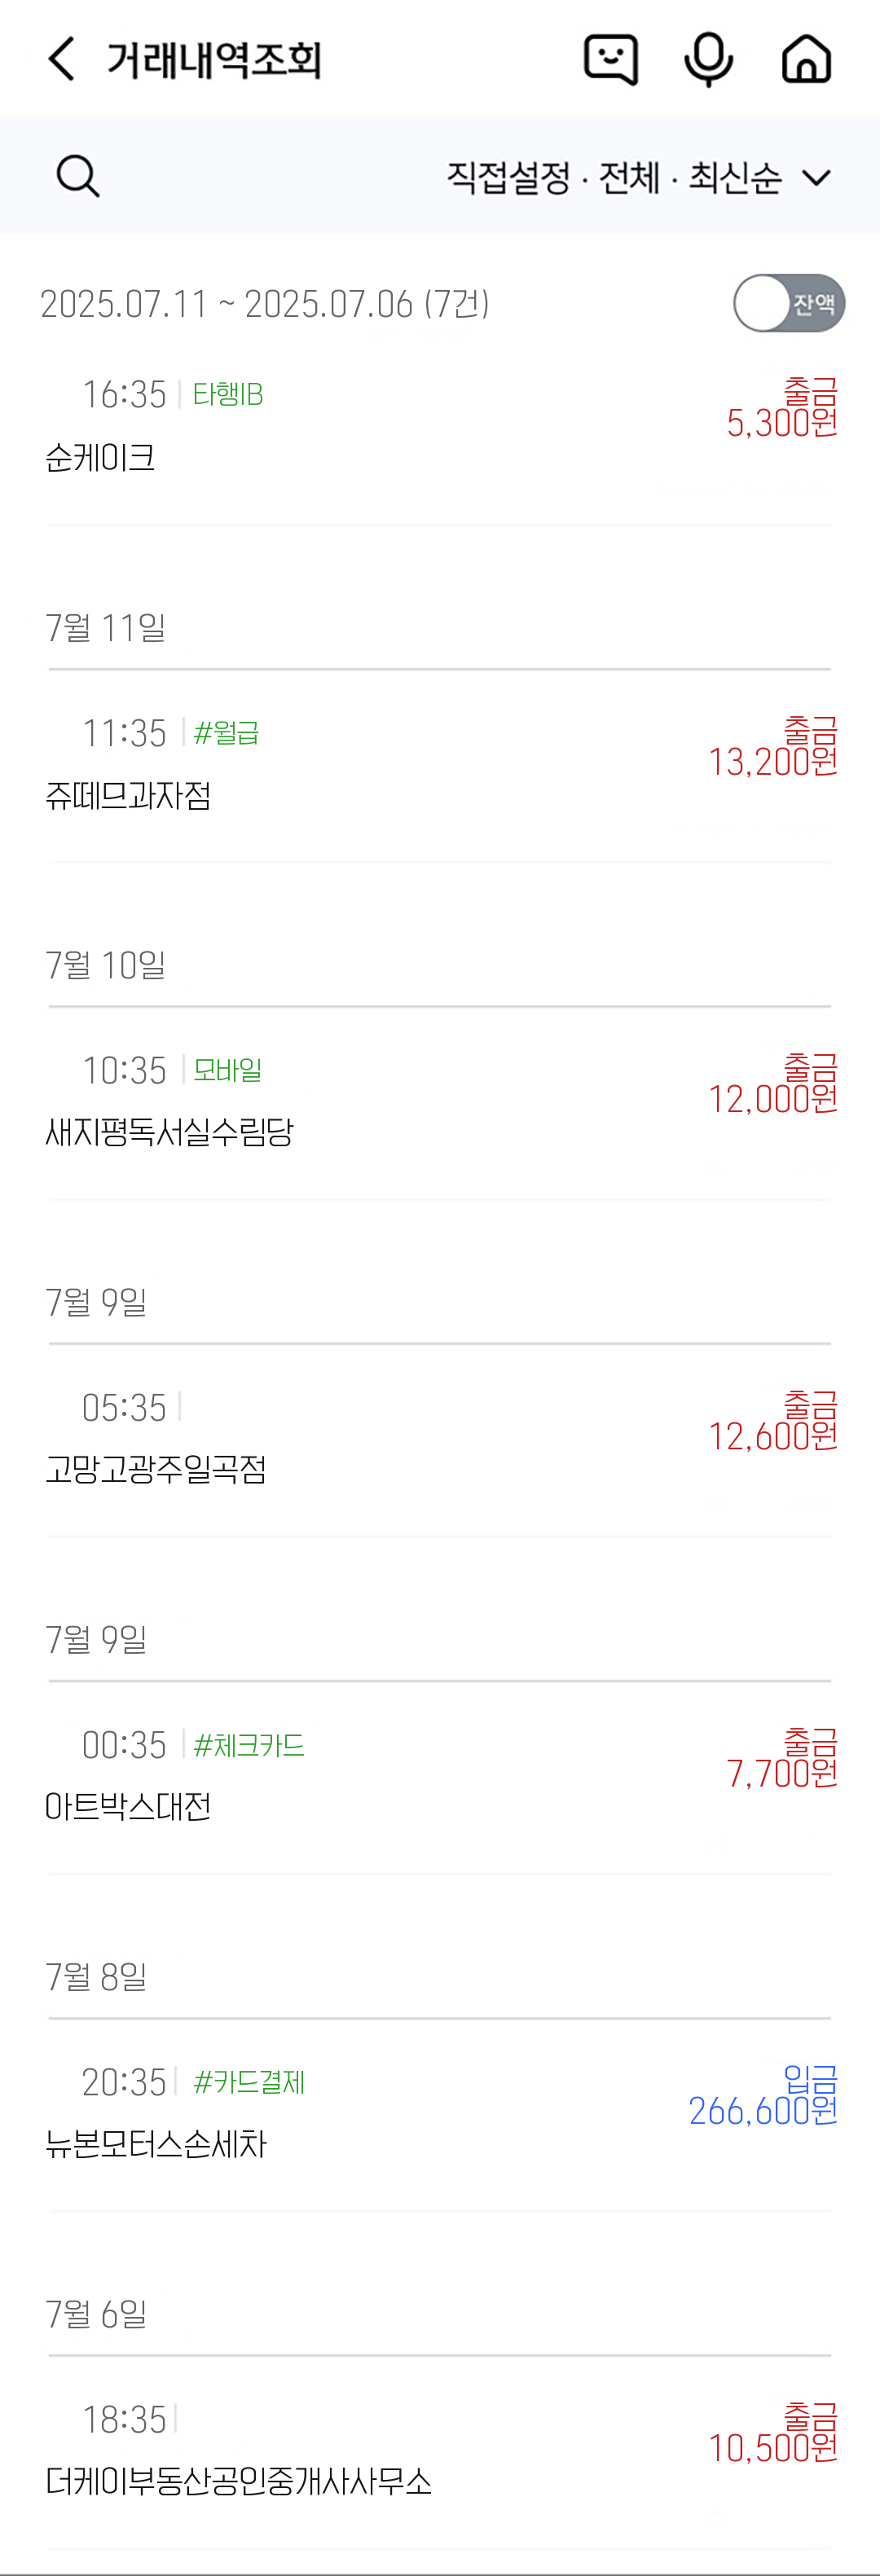 거래내역조회
직접설정 · 전체 · 최신순
2025.07.11 ~ 2025.07.06 (7건)
잔액
16:35 타행IB
출금
5,300원
순케이크
7월 11일
11:35 #월급
출금
13,200원
쥬떼므과자점
7월 10일
10:35 모바일
출금
12,000원
새지평독서실수림당
7월 9일
05:35
출금
12,600원
고망고광주일곡점
7월 9일
00:35 #체크카드
출금
7,700원
아트박스대전
7월 8일
20:35 #카드결제
입금
266,600원
뉴본모터스손세차
7월 6일
18:35
출금
10,500원
더케이부동산공인중개사사무소